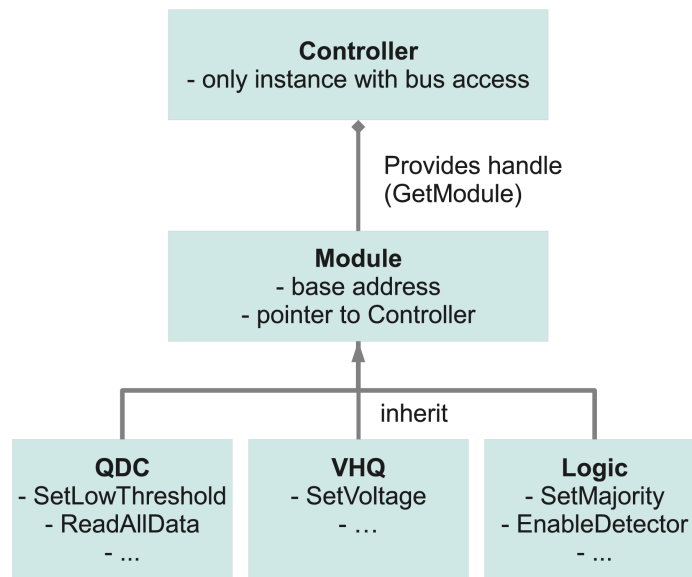 Controller
- only instance with bus access
Provides handle
(GetModule)
Module
- base address
- pointer to Controller
inherit
QDC
- SetLowThreshold
- ReadAllData
- ...
VHQ
- SetVoltage
- ...
Logic
- SetMajority
- EnableDetector
- ...